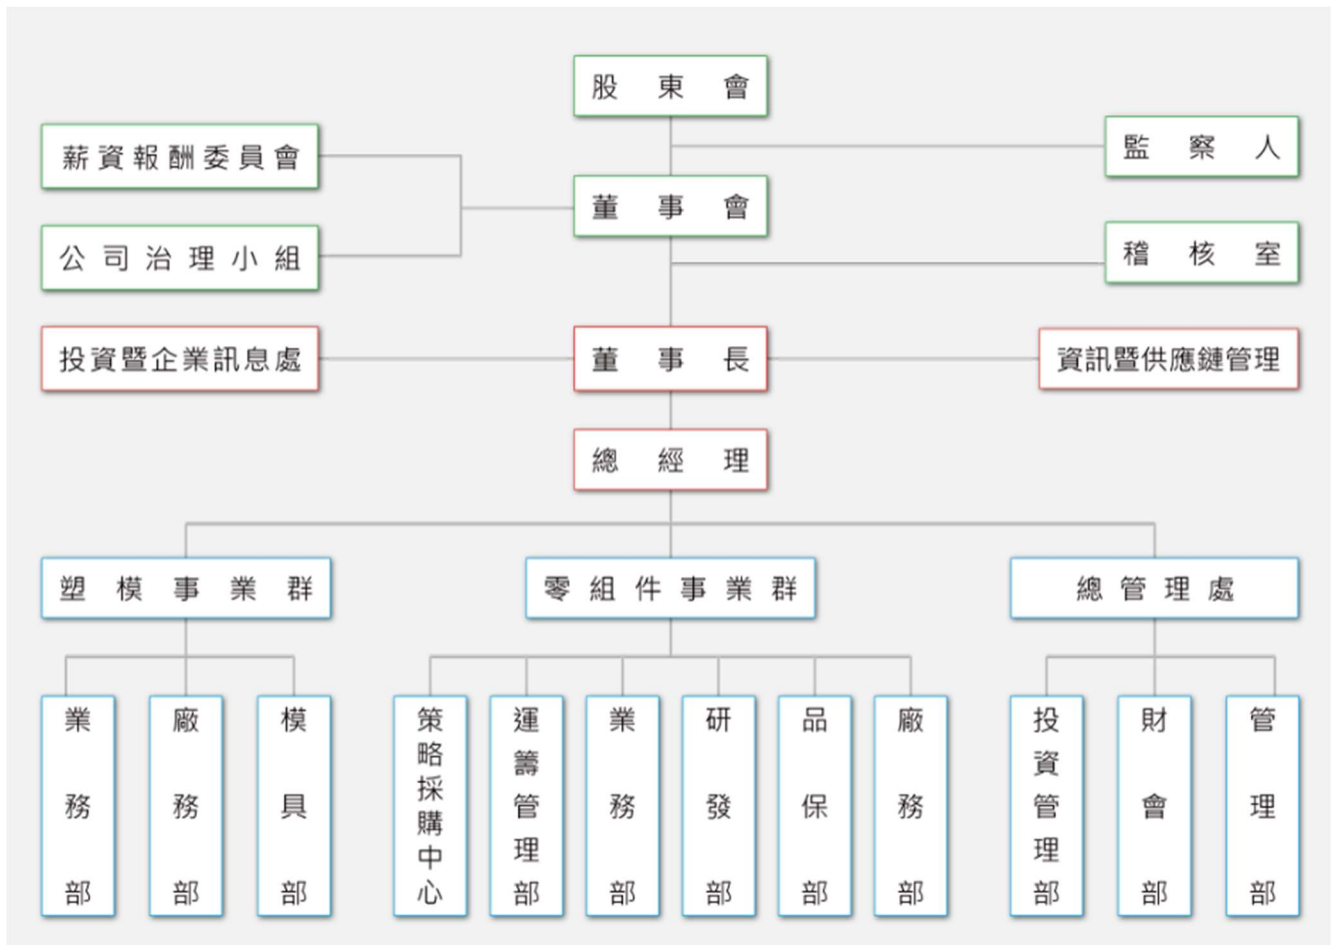 股東會
監察人
薪資報酬委員會
董事會
公司治理小組
稽核室
投資暨企業訊息處
董事長
資訊暨供應鏈管理
總經理
塑模事業群
零組件事業群
總管理處
業務部
廠務部
模具部
策略採購中心
運籌管理部
業務部
研發部
品保部
廠務部
投資管理部
財會部
管理部